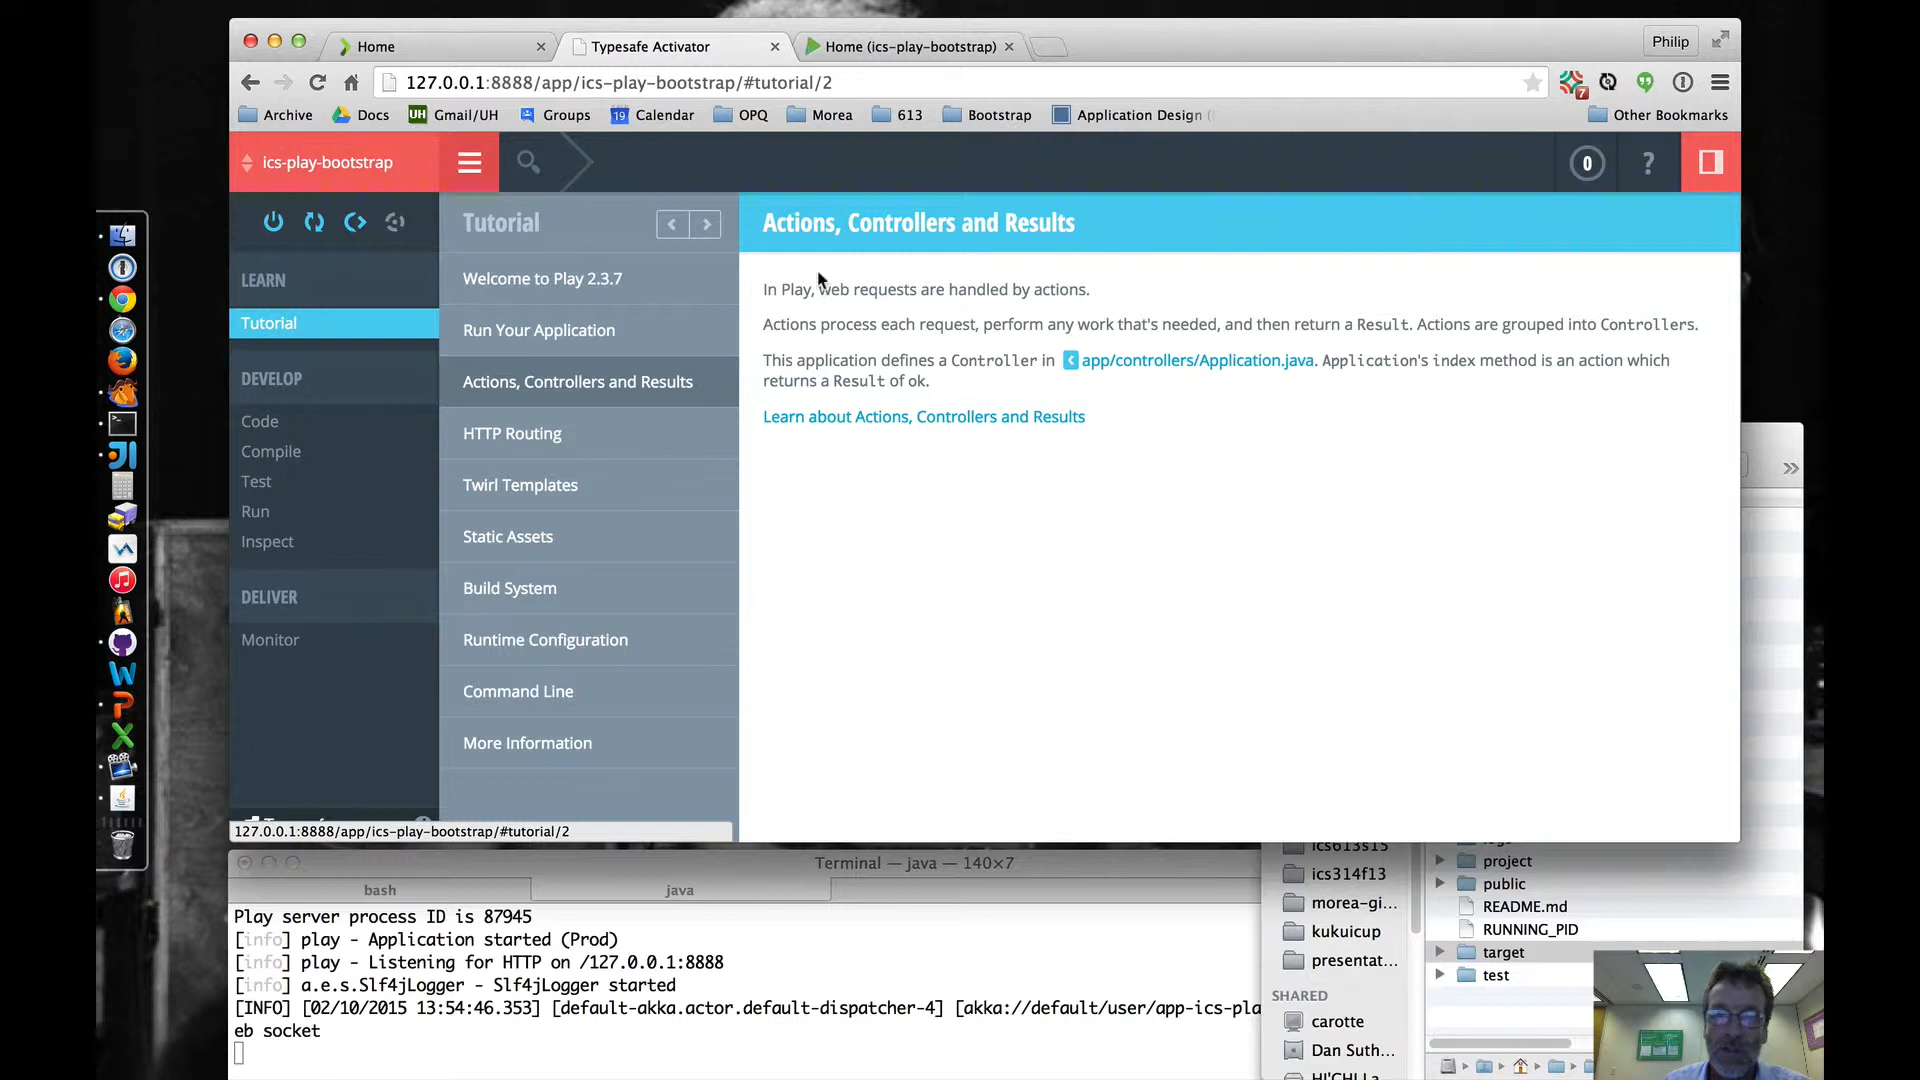 Home
Typesafe Activator
Home (ics-play-bootstrap)
Philip
127.0.0.1:8888/app/ics-play-bootstrap/#tutorial/2
7
Archive
Docs
UH
Gmail/UH
Groups
19
Calendar
OPQ
Morea
613
Bootstrap
Application Design (
Other Bookmarks
ics-play-bootstrap
0
?
LEARN
Tutorial
DEVELOP
Code
Compile
Test
Run
Inspect
DELIVER
Monitor
Tutorial
Welcome to Play 2.3.7
Run Your Application
Actions, Controllers and Results
HTTP Routing
Twirl Templates
Static Assets
Build System
Runtime Configuration
Command Line
More Information
Actions, Controllers and Results
In Play, web requests are handled by actions.
Actions process each request, perform any work that's needed, and then return a Result. Actions are grouped into Controllers.
This application defines a Controller in app/controllers/Application.java. Application's index method is an action which
returns a Result of ok.
Learn about Actions, Controllers and Results
127.0.0.1:8888/app/ics-play-bootstrap/#tutorial/2
Terminal — java — 140×7
bash
java
Play server process ID is 87945
[info] play - Application started (Prod)
[info] play - Listening for HTTP on /127.0.0.1:8888
[info] a.e.s.Slf4jLogger - Slf4jLogger started
[INFO] [02/10/2015 13:54:46.353] [default-akka.actor.default-dispatcher-4] [akka://default/user/app-ics-pla
eb socket
ics613s15
ics314f13
morea-gi...
kukuicup
presentat...
SHARED
carotte
Dan Suth...
project
public
README.md
RUNNING_PID
target
test